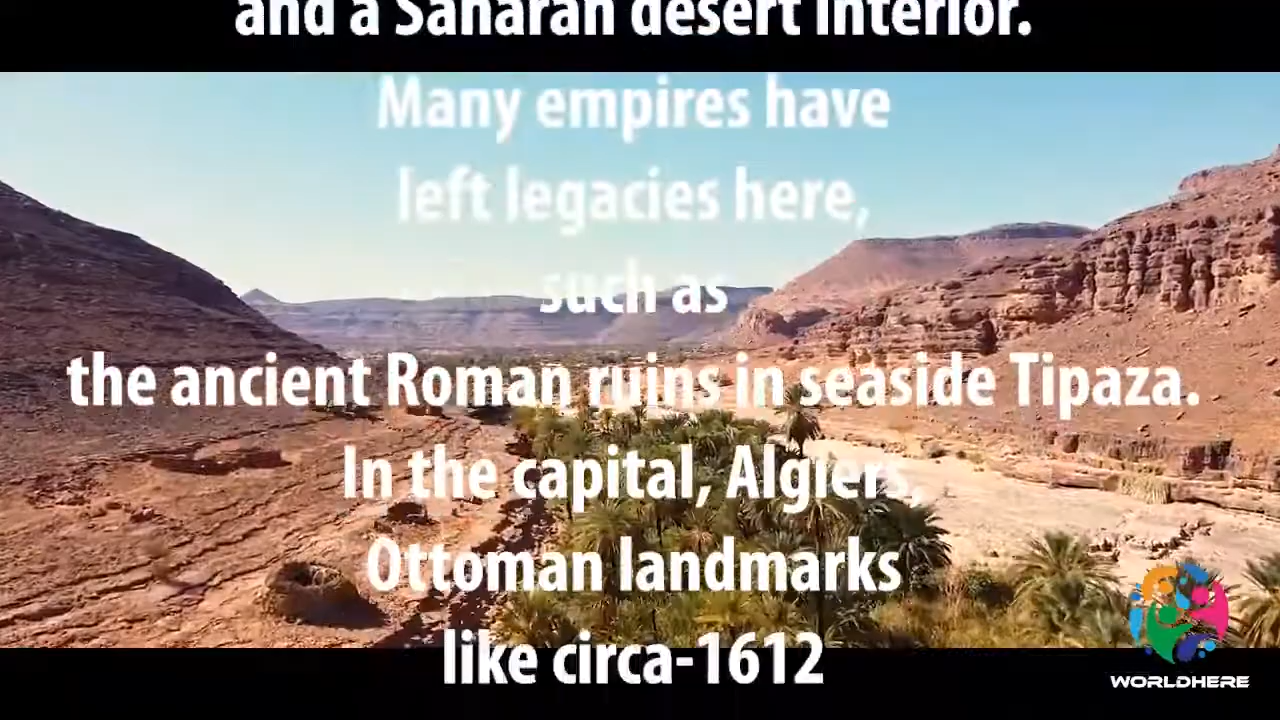 and a Saharan desert interior.
Many empires have
left legacies here,
such as
the ancient Roman ruins in seaside Tipaza.
In the capital, Algiers,
Ottoman landmarks
like circa-1612
WORLDHERE